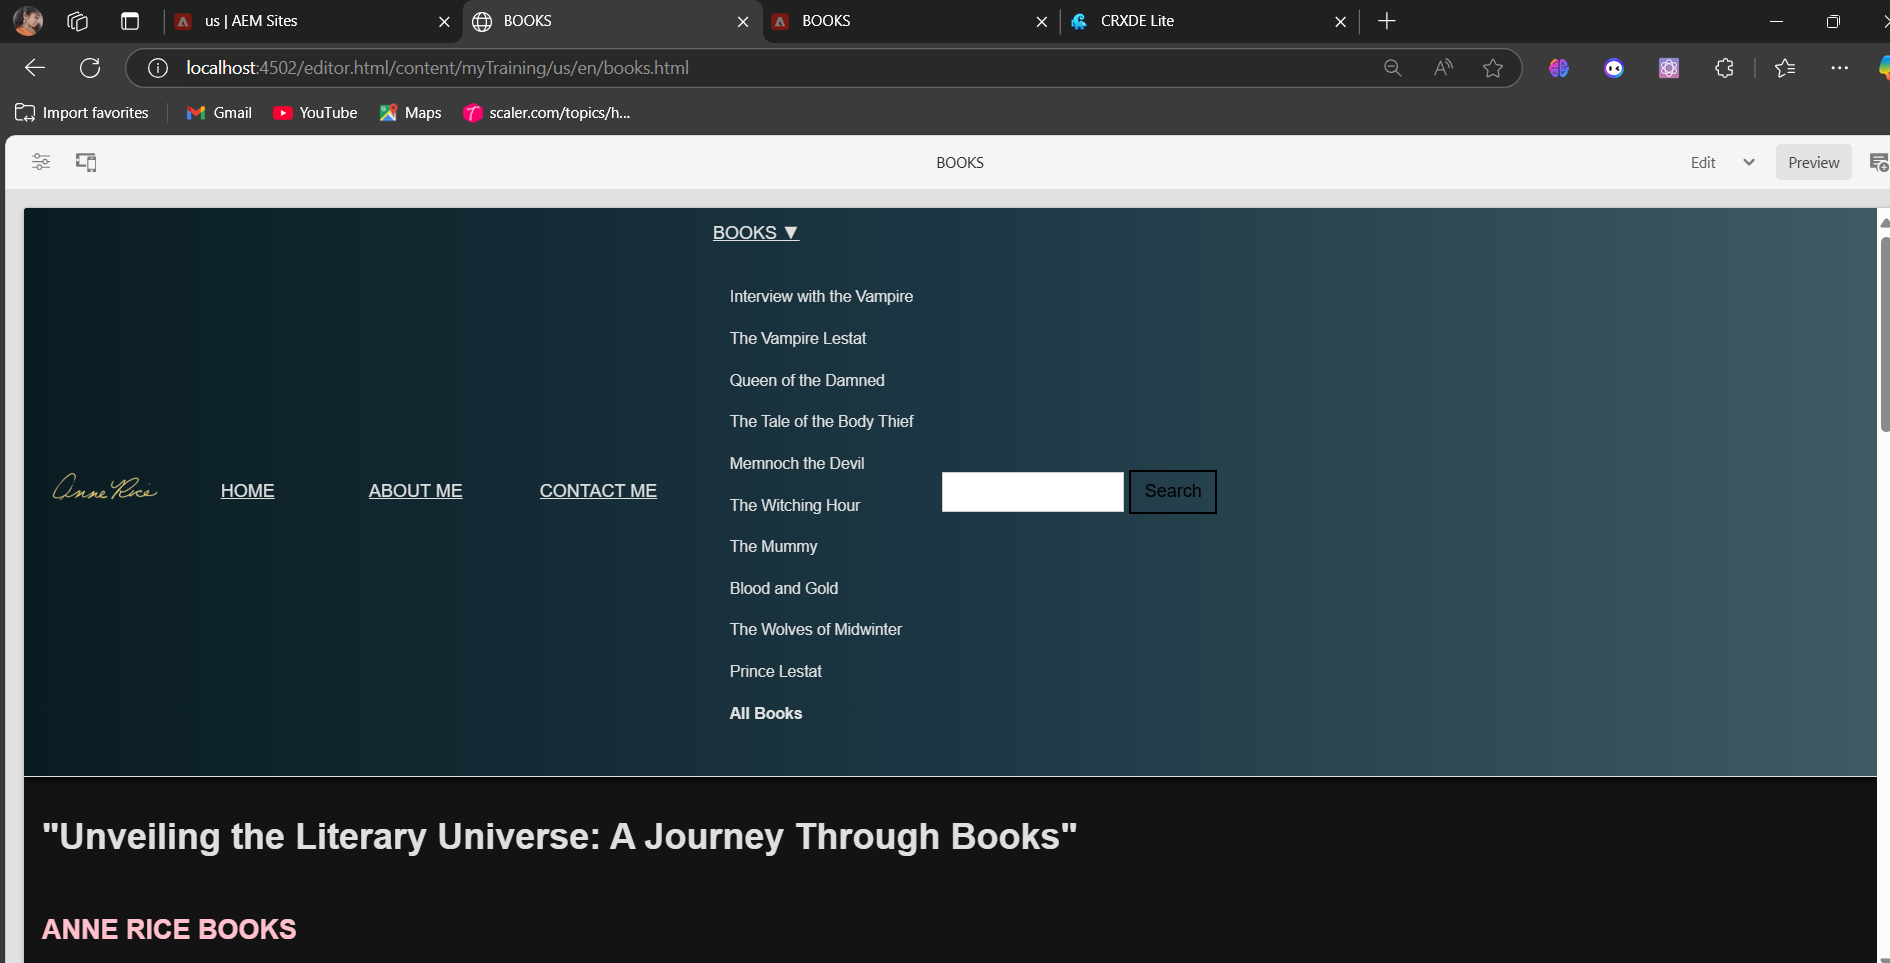 us | AEM Sites
BOOKS
BOOKS
CRXDE Lite
localhost:4502/editor.html/content/myTraining/us/en/books.html
Import favorites
Gmail
YouTube
Maps
scaler.com/topics/h...
BOOKS
Edit
Preview
BOOKS ▼
Interview with the Vampire
The Vampire Lestat
Queen of the Damned
The Tale of the Body Thief
Memnoch the Devil
Anne Rice HOME ABOUT ME CONTACT ME Search
The Witching Hour
The Mummy
Blood and Gold
The Wolves of Midwinter
Prince Lestat
All Books
"Unveiling the Literary Universe: A Journey Through Books"
ANNE RICE BOOKS